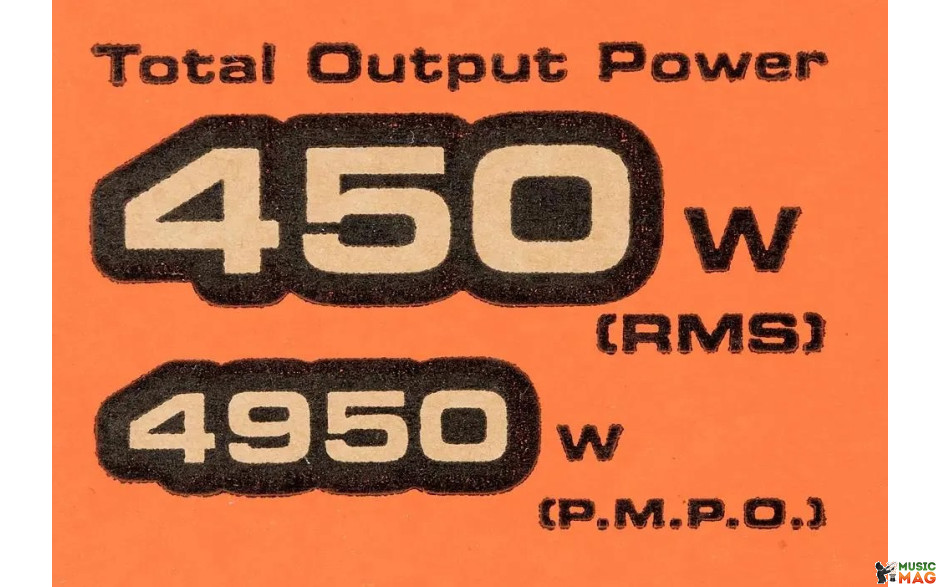 Total Output Power
450 W
(RMS)
4950 W
(P.M.P.O.)
MUSIC
MAG